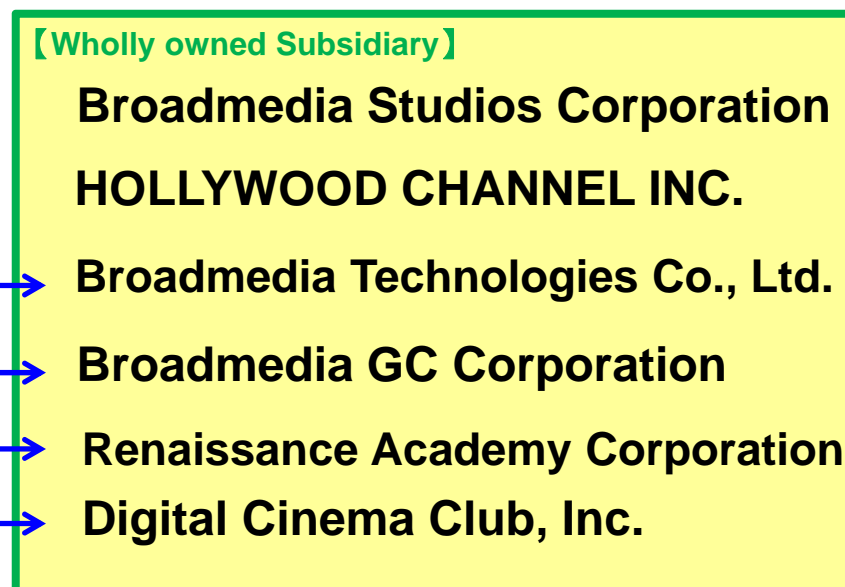 【Wholly owned Subsidiary】
Broadmedia Studios Corporation
HOLLYWOOD CHANNEL INC.
Broadmedia Technologies Co., Ltd.
Broadmedia GC Corporation
Renaissance Academy Corporation
Digital Cinema Club, Inc.